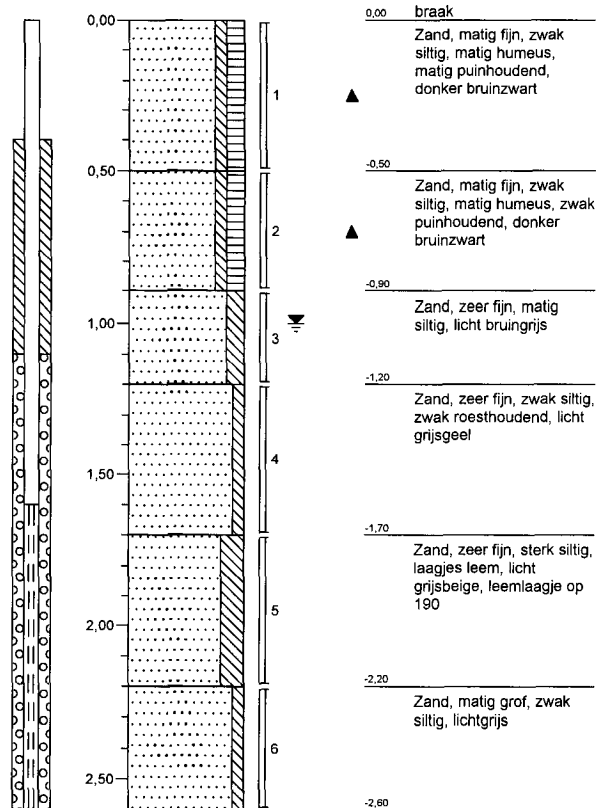 0,00
0,50
1,00
1,50
2,00
2,50
1
2
3
4
5
6
0,00 braak
Zand, matig fijn, zwak
siltig, matig humeus,
matig puinhoudend,
donker bruinzwart
-0,50
Zand, matig fijn, zwak
siltig, matig humeus, zwak
puinhoudend, donker
bruinzwart
-0,90
Zand, zeer fijn, matig
siltig, licht bruingrijs
-1,20
Zand, zeer fijn, zwak siltig,
zwak roesthoudend, licht
grijsgeel
-1,70
Zand, zeer fijn, sterk siltig,
laagjes leem, licht
grijsbeige, leemlaagje op
190
-2,20
Zand, matig grof, zwak
siltig, lichtgrijs
-2,60